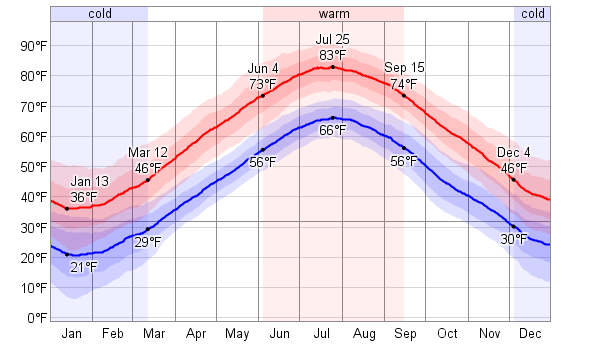 cold warm cold
90°F
80°F
70°F
60°F
50°F
40°F
30°F
20°F
10°F
0°F
Jan 13
36°F
21°F
Mar 12
46°F
29°F
Jun 4
73°F
56°F
Jul 25
83°F
66°F
Sep 15
74°F
56°F
Dec 4
46°F
30°F
Jan Feb Mar Apr May Jun Jul Aug Sep Oct Nov Dec